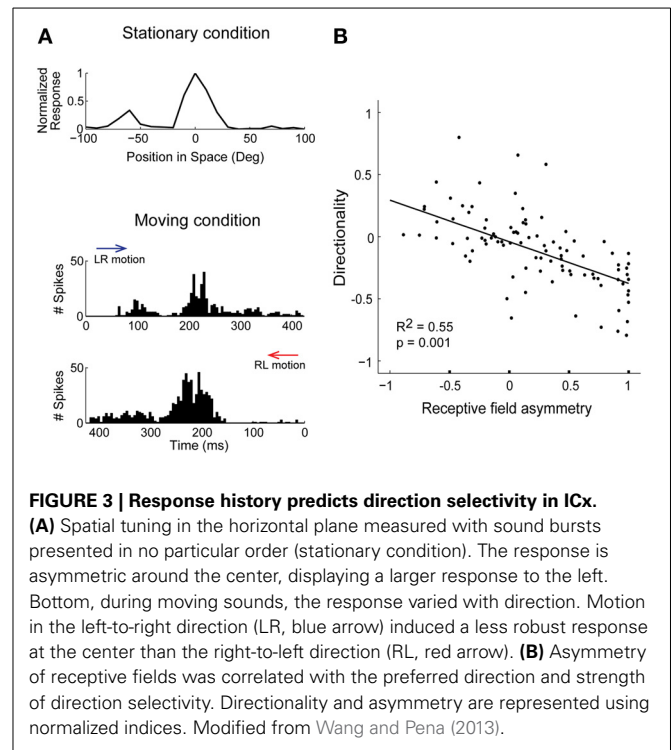 A
B
Stationary condition
Normalized
Response
1
0.5
0
−100
−50
0
50
100
Position in Space (Deg)
Moving condition
LR motion
# Spikes
50
0
0
100
200
300
400
RL motion
# Spikes
50
0
400
300
200
100
0
Time (ms)
Directionality
1
0.5
0
−0.5
−1
R² = 0.55
p = 0.001
−1
-0.5
0
0.5
1
Receptive field asymmetry
FIGURE 3 | Response history predicts direction selectivity in ICx.
(A) Spatial tuning in the horizontal plane measured with sound bursts
presented in no particular order (stationary condition). The response is
asymmetric around the center, displaying a larger response to the left.
Bottom, during moving sounds, the response varied with direction. Motion
in the left-to-right direction (LR, blue arrow) induced a less robust response
at the center than the right-to-left direction (RL, red arrow). (B) Asymmetry
of receptive fields was correlated with the preferred direction and strength
of direction selectivity. Directionality and asymmetry are represented using
normalized indices. Modified from Wang and Pena (2013).